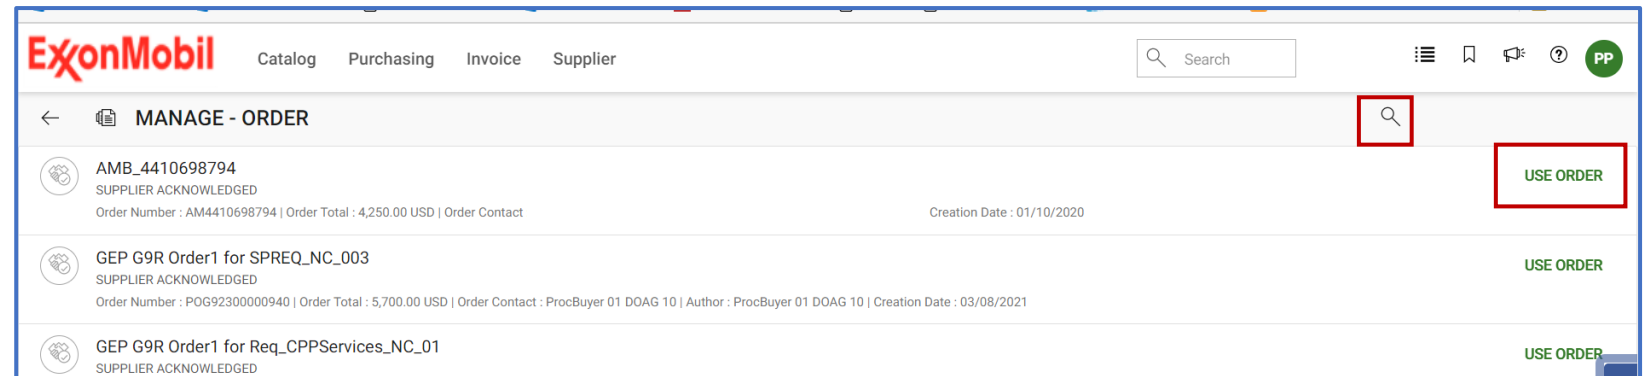 ExxonMobil Catalog Purchasing Invoice Supplier Search PP
MANAGE - ORDER
AMB_4410698794
SUPPLIER ACKNOWLEDGED
Order Number : AM4410698794 | Order Total : 4,250.00 USD | Order Contact Creation Date : 01/10/2020
USE ORDER
GEP G9R Order1 for SPREQ_NC_003
SUPPLIER ACKNOWLEDGED
Order Number : POG92300000940 | Order Total : 5,700.00 USD | Order Contact : ProcBuyer 01 DOAG 10 | Author : ProcBuyer 01 DOAG 10 | Creation Date : 03/08/2021
USE ORDER
GEP G9R Order1 for Req_CPPServices_NC_01
SUPPLIER ACKNOWLEDGED
USE ORDER